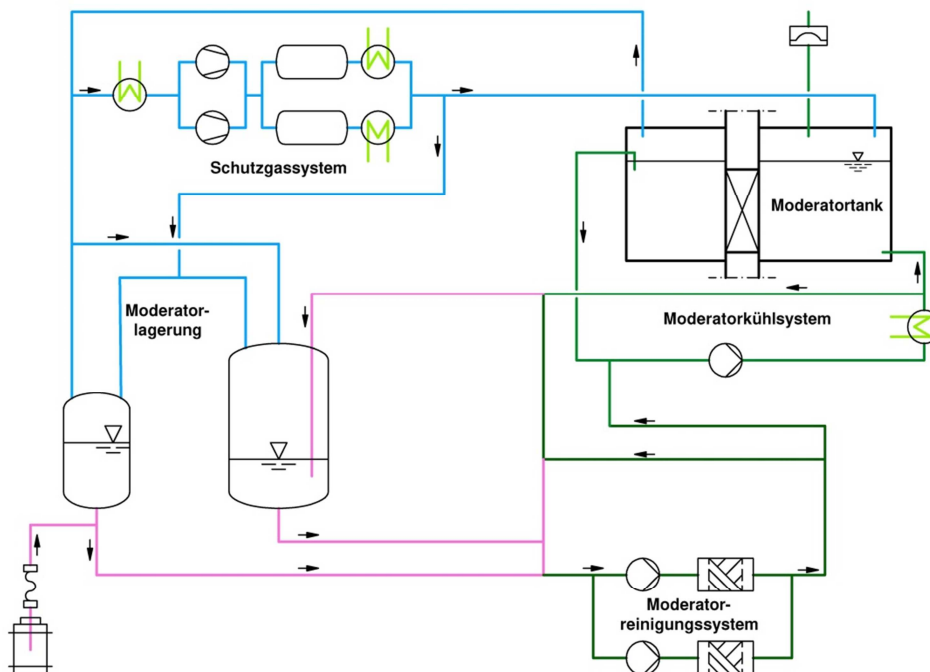 Schutzgassystem
Moderatortank
Moderator-
lagerung
Moderatorkühlsystem
Moderator-
reinigungssystem